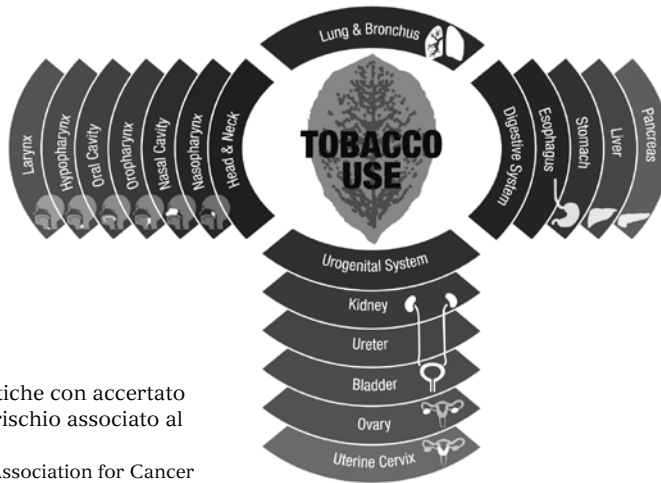 Lung & Bronchus
Larynx
Hypopharynx
Oral Cavity
Oropharynx
Nasal Cavity
Nasopharynx
Head & Neck
TOBACCO
USE
Digestive System
Esophagus
Stomach
Liver
Pancreas
Urogenital System
Kidney
Ureter
Bladder
Ovary
Uterine Cervix
tiche con accertato
rischio associato al
Association for Cancer